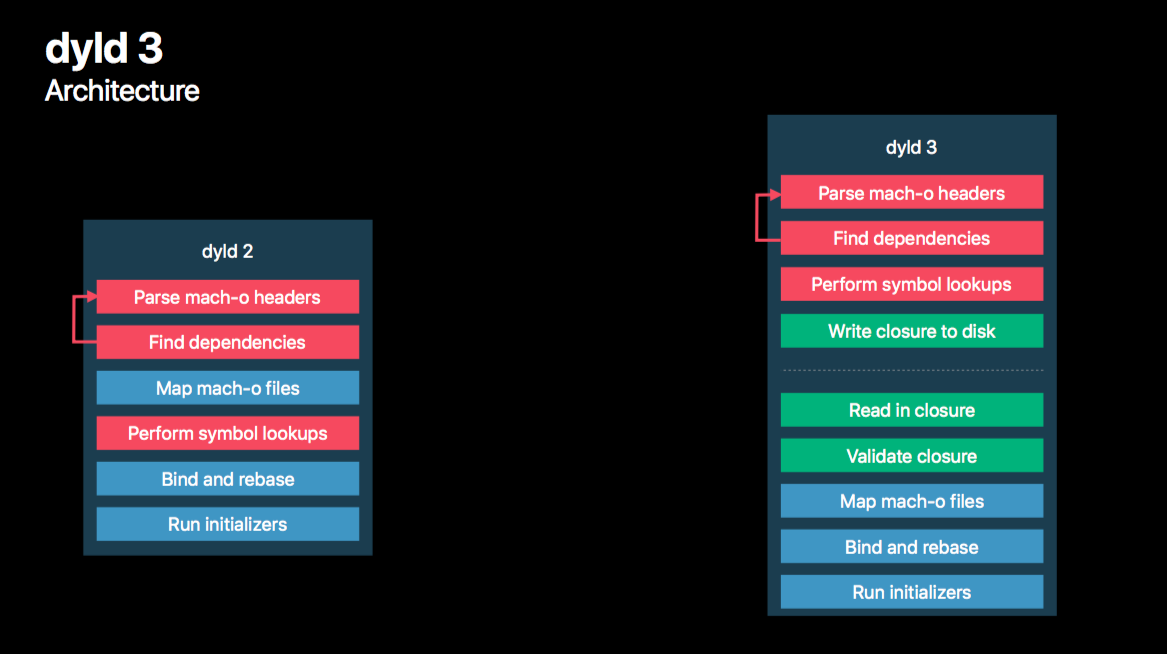 dyld 3
Architecture
dyld 2
Parse mach-o headers
Find dependencies
Map mach-o files
Perform symbol lookups
Bind and rebase
Run initializers
dyld 3
Parse mach-o headers
Find dependencies
Perform symbol lookups
Write closure to disk
Read in closure
Validate closure
Map mach-o files
Bind and rebase
Run initializers